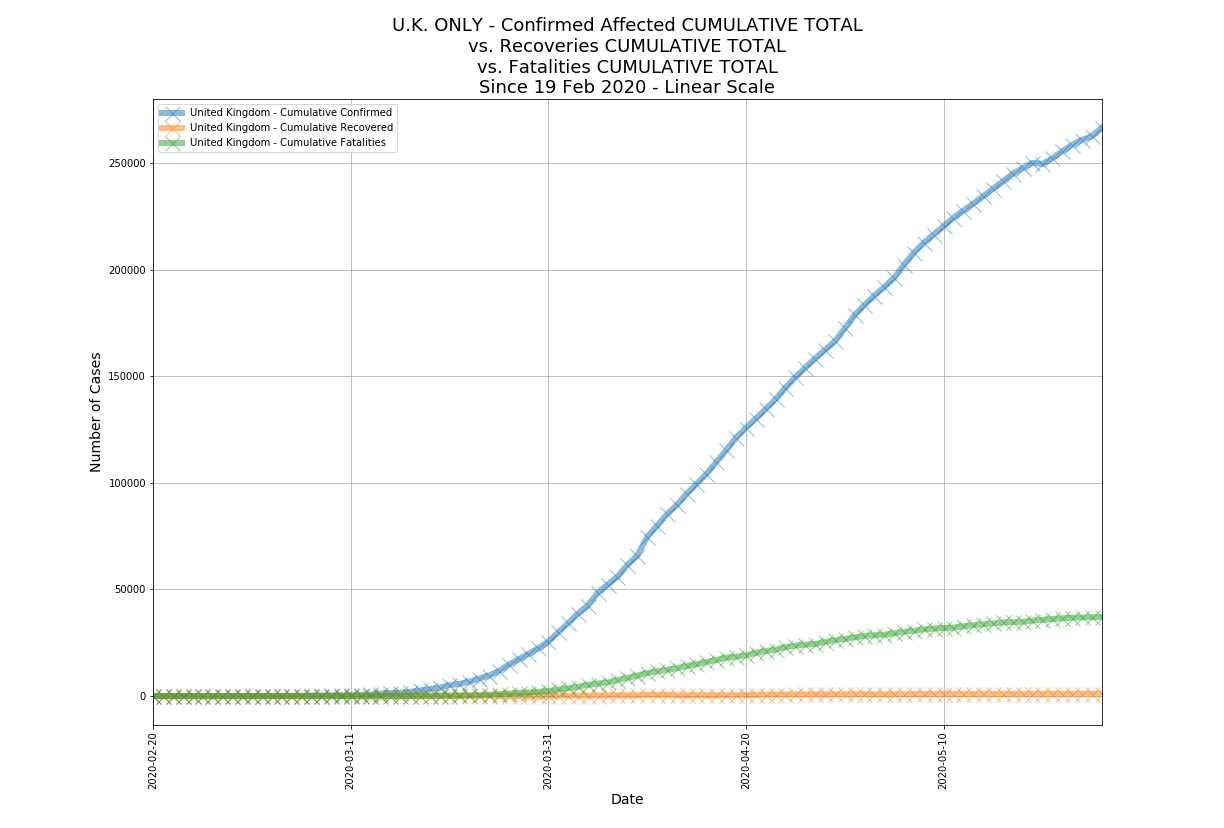 U.K. ONLY - Confirmed Affected CUMULATIVE TOTAL
vs. Recoveries CUMULATIVE TOTAL
vs. Fatalities CUMULATIVE TOTAL
Since 19 Feb 2020 - Linear Scale
United Kingdom - Cumulative Confirmed
United Kingdom - Cumulative Recovered
United Kingdom - Cumulative Fatalities
Number of Cases
250000
200000
150000
100000
50000
0
2020-02-20
2020-03-11
2020-03-31
2020-04-20
2020-05-10
Date